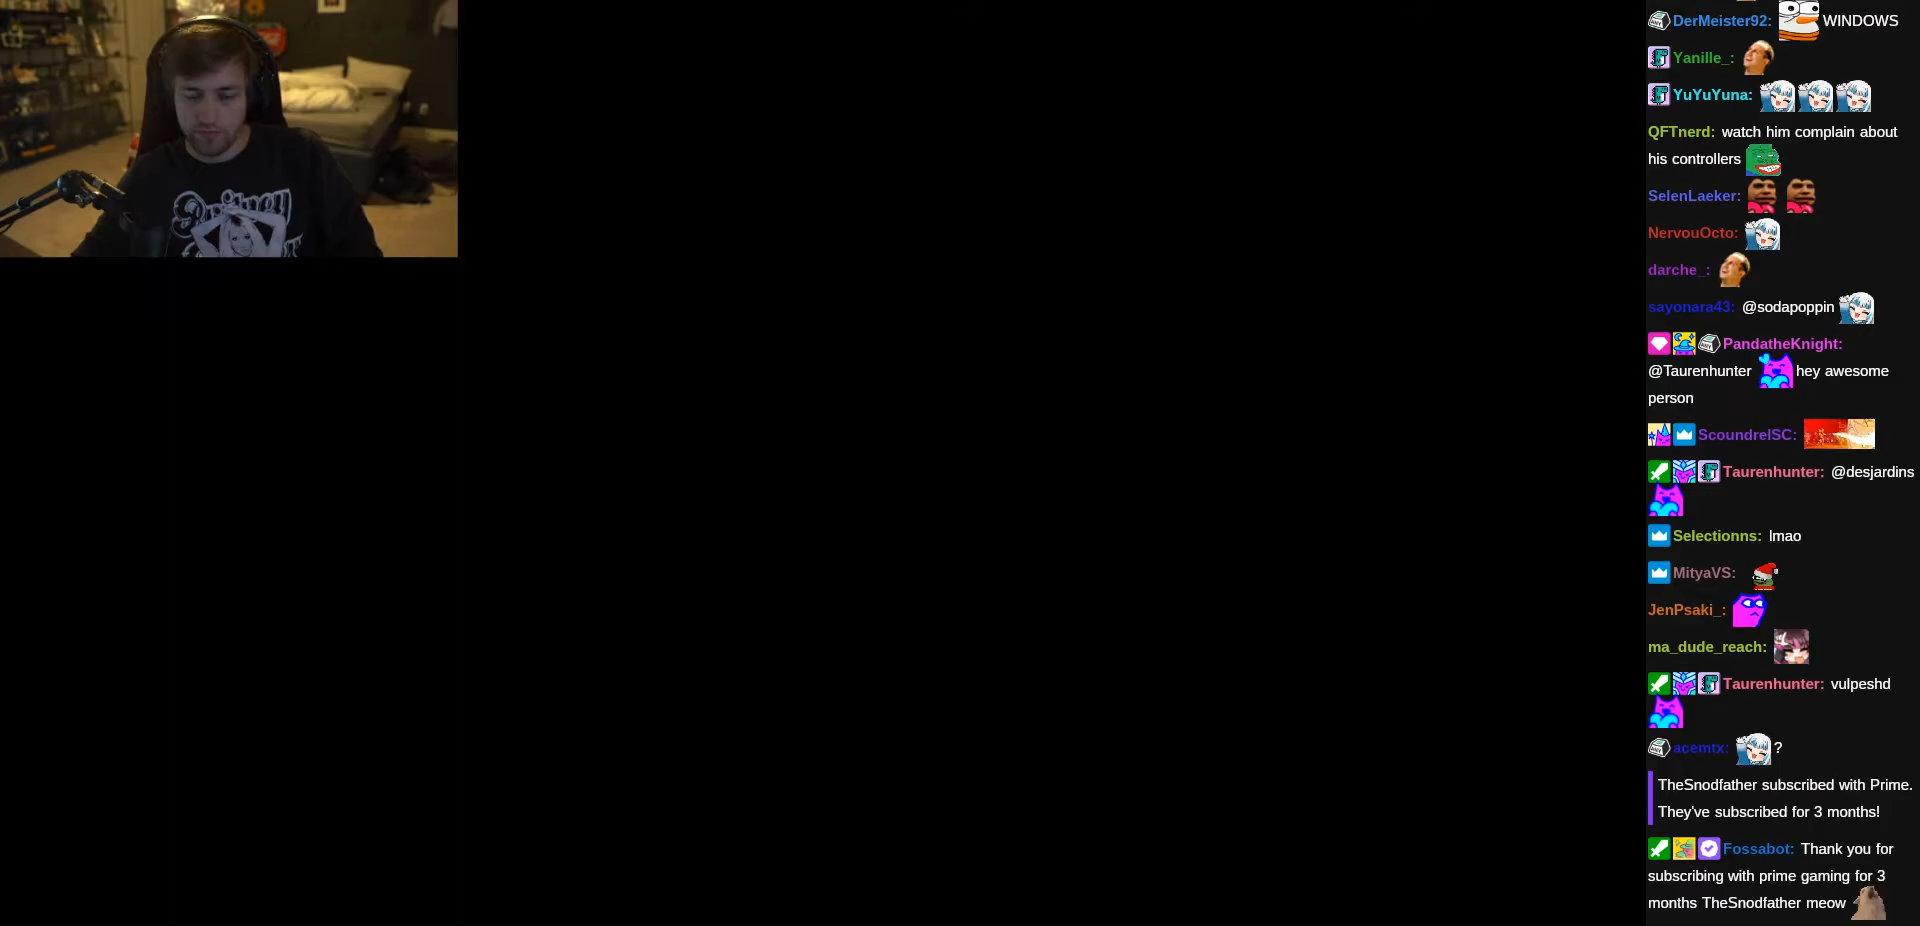 DerMeister92: WINDOWS
Yanille_:
YuYuYuna:
QFTnerd: watch him complain about
his controllers
SelenLaeker:
NervouOcto:
darche_:
sayonara43: @sodapoppin
PandatheKnight:
@Taurenhunter hey awesome
person
ScoundrelSC:
Taurenhunter: @desjardins
Selectionns: lmao
MityaVS:
JenPsaki_:
ma_dude_reach:
Taurenhunter: vulpeshd
acemtx: ?
TheSnodfather subscribed with Prime.
They've subscribed for 3 months!
Fossabot: Thank you for
subscribing with prime gaming for 3
months TheSnodfather meow